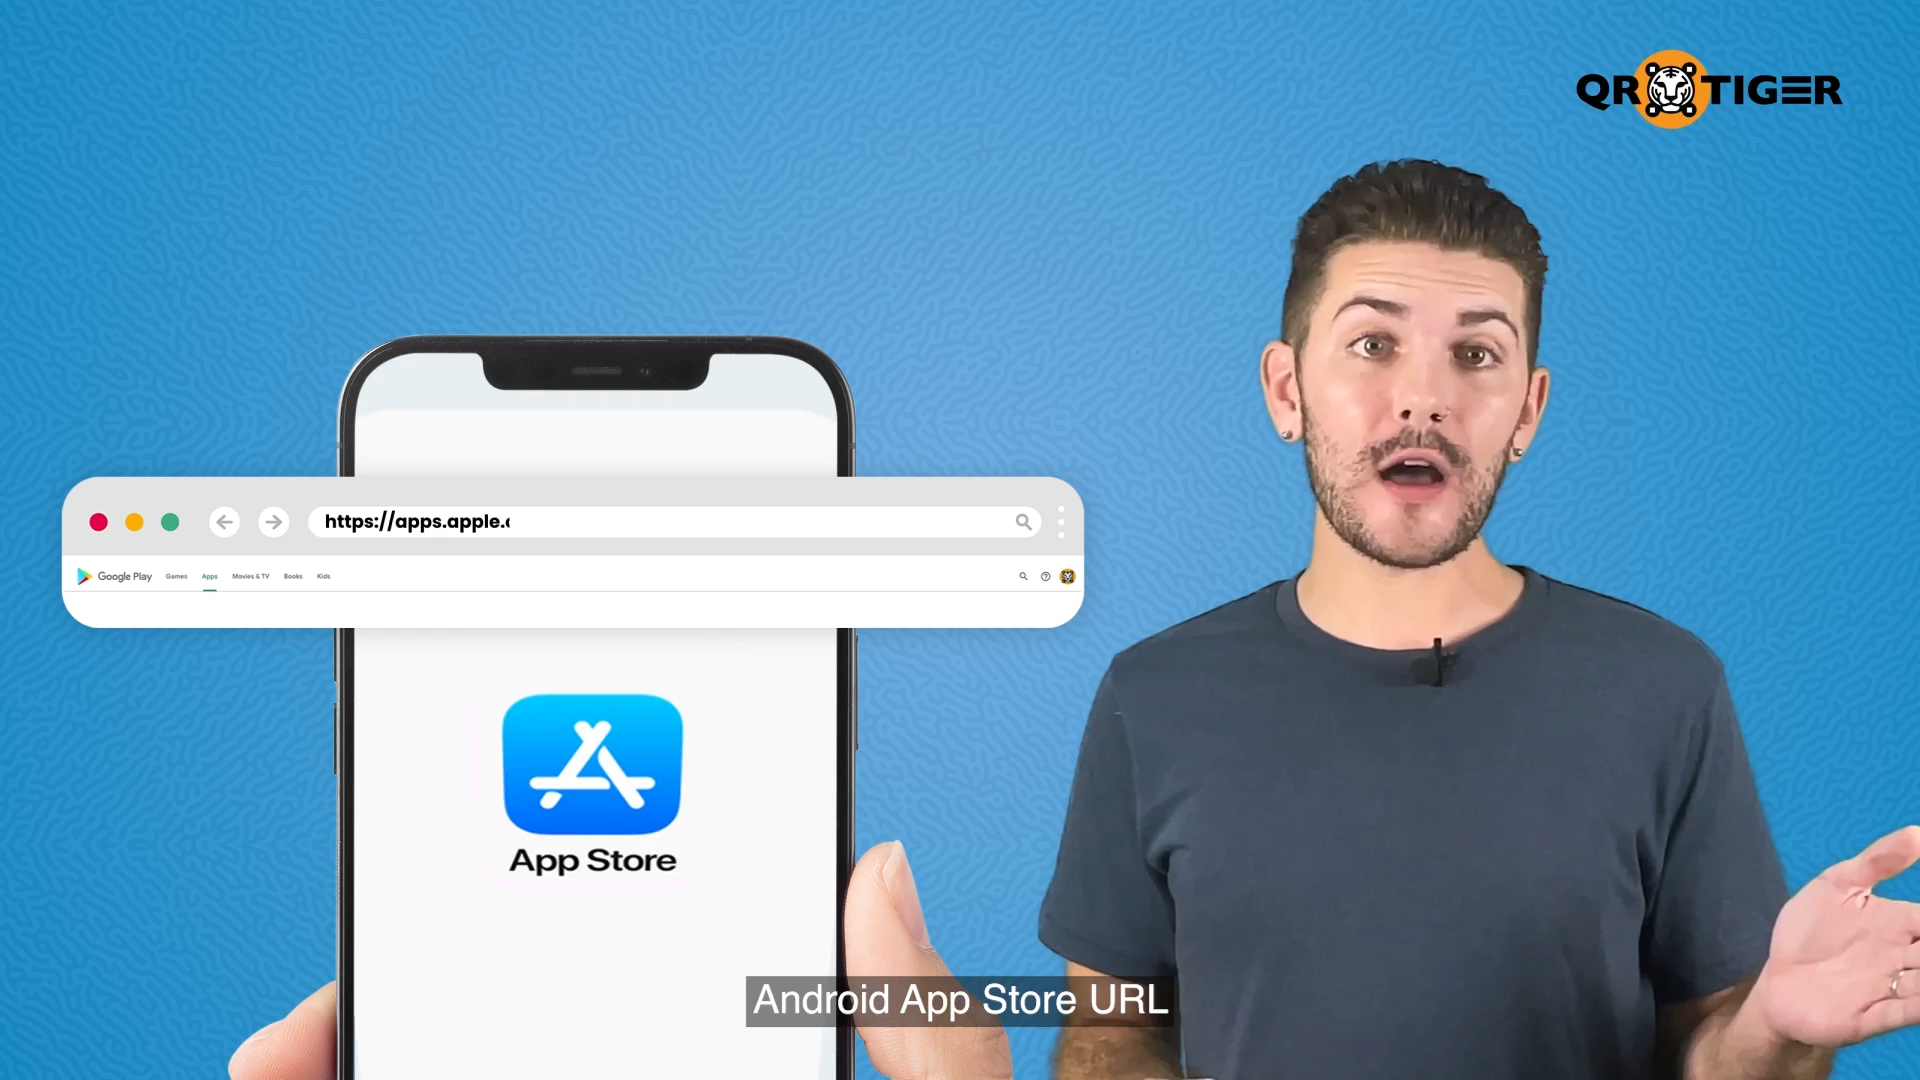 QR TIGER
https://apps.apple.
Google Play Games Apps Movies & TV Books Kids
App Store
Android App Store URL